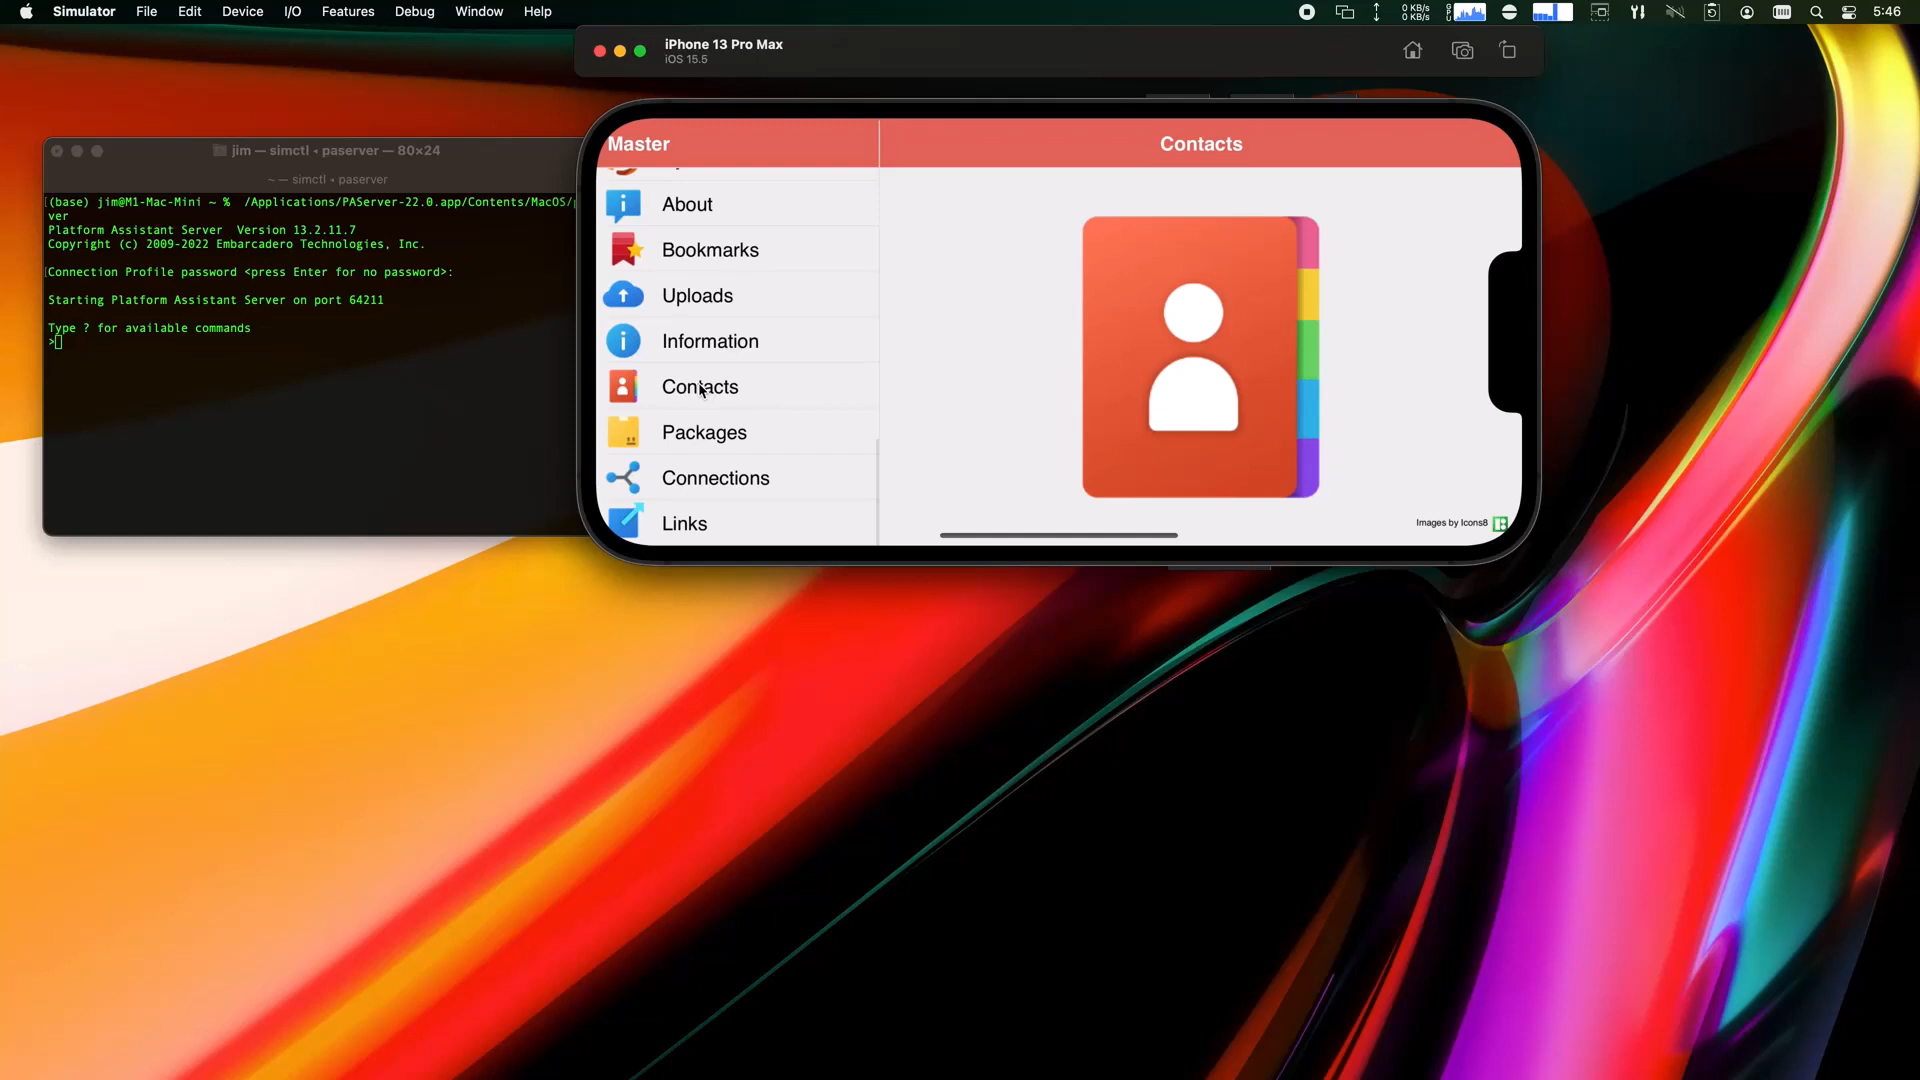 Simulator File Edit Device I/O Features Debug Window Help
0 KB/s
0 KB/s
5:46
iPhone 13 Pro Max
iOS 15.5
jim — simctl ◂ paserver — 80×24
~ — simctl ◂ paserver
(base) jim@M1-Mac-Mini ~ % /Applications/PAServer-22.0.app/Contents/MacOS/
ver
Platform Assistant Server Version 13.2.11.7
Copyright (c) 2009-2022 Embarcadero Technologies, Inc.
Connection Profile password <press Enter for no password>:
Starting Platform Assistant Server on port 64211
Type ? for available commands
>
Master
Contacts
About
Bookmarks
Uploads
Information
Contacts
Packages
Connections
Links
Images by Icons8